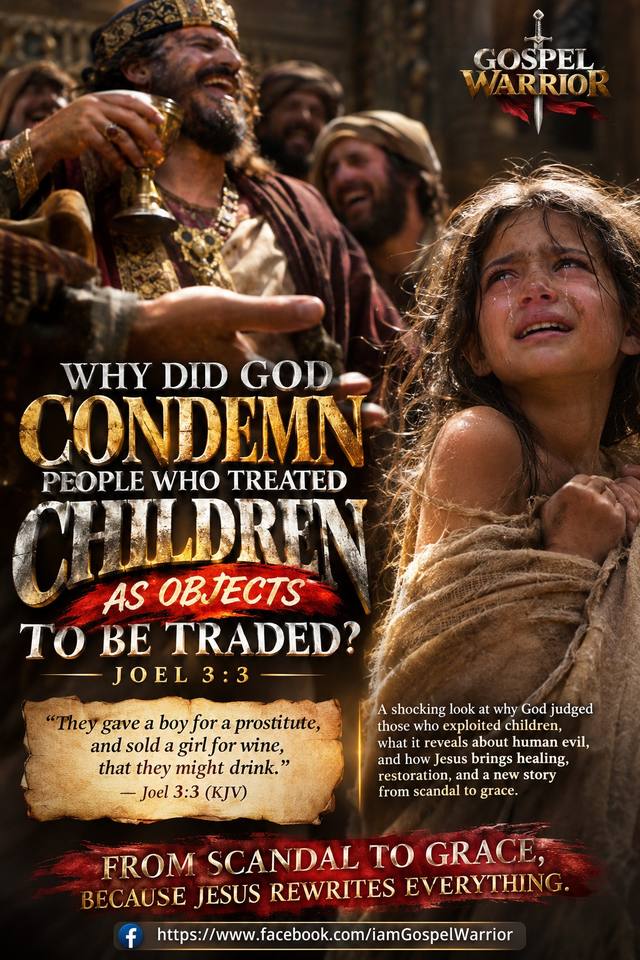 GOSPEL
WARRIOR
WHY DID GOD
CONDEMN
PEOPLE WHO TREATED
CHILDREN
AS OBJECTS
TO BE TRADED?
JOEL 3:3
“They gave a boy for a prostitute,
and sold a girl for wine,
that they might drink.”
— Joel 3:3 (KJV)
A shocking look at why God judged
those who exploited children,
what it reveals about human evil,
and how Jesus brings healing,
restoration, and a new story
from scandal to grace.
FROM SCANDAL TO GRACE,
BECAUSE JESUS REWRITES EVERYTHING.
https://www.facebook.com/iamGospelWarrior